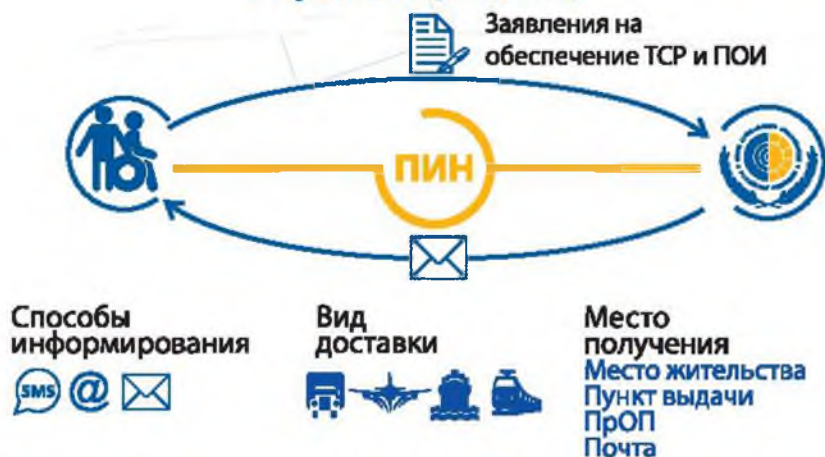 Заявления на
обеспечение ТСР и ПОИ
ПИН
Способы
информирования
SMS @
Вид
доставки
Место
получения
Место жительства
Пункт выдачи
ПрОП
Почта